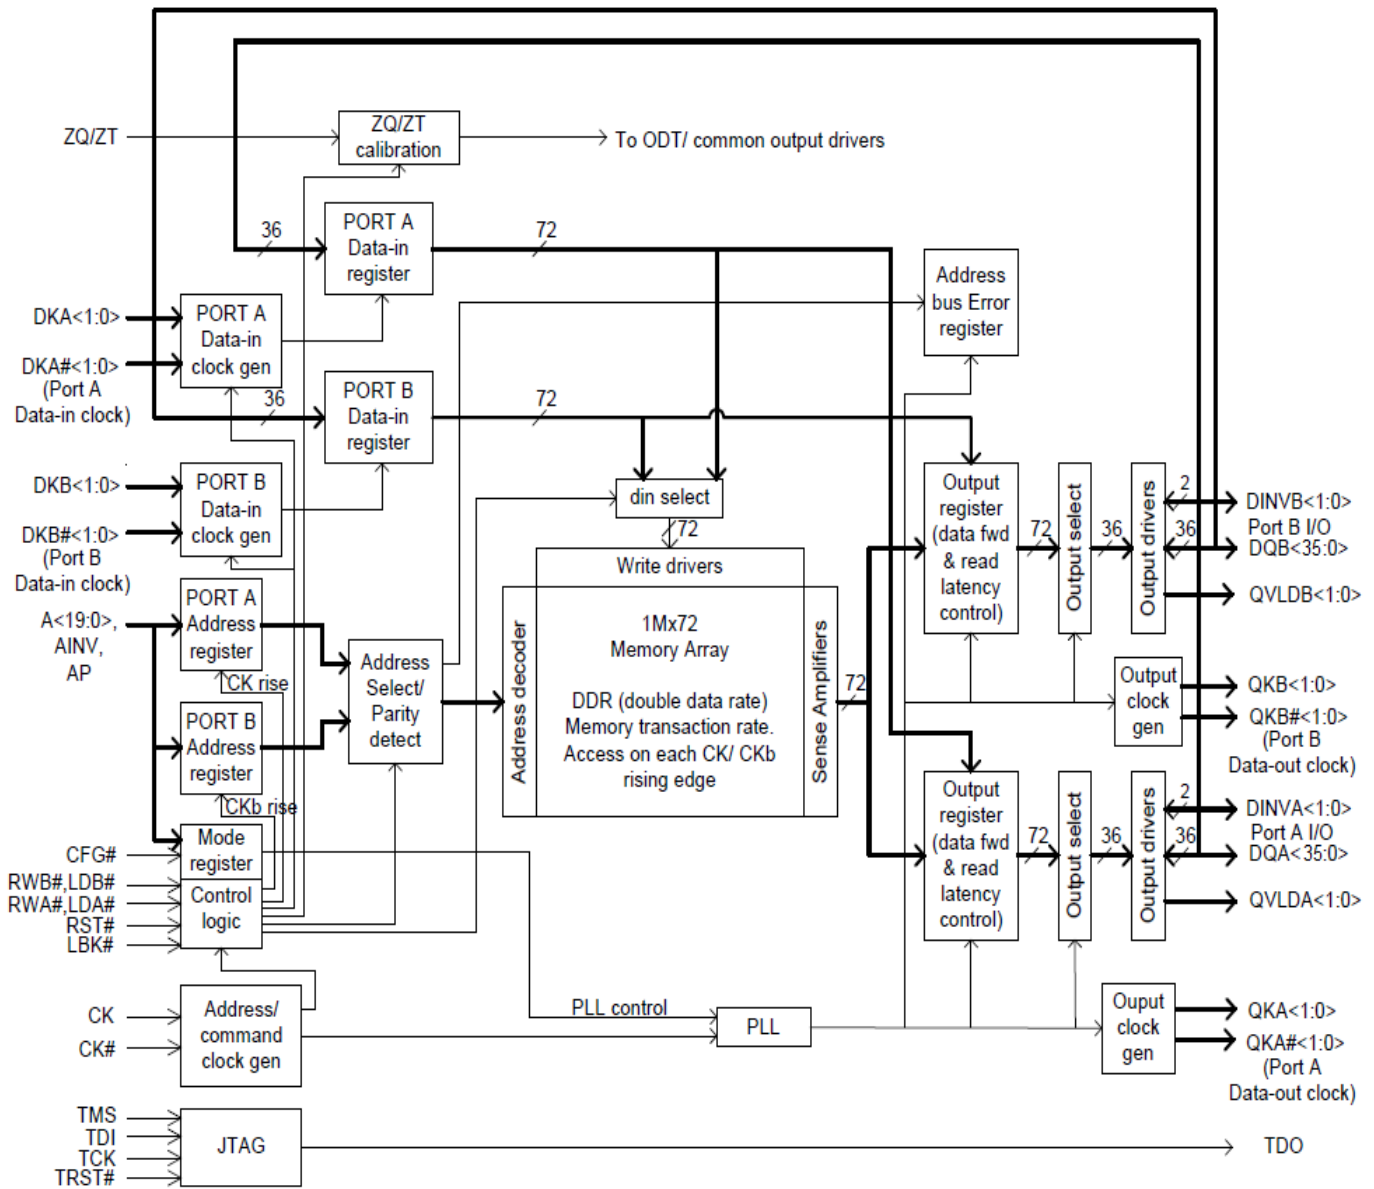 ZQ/ZT
ZQ/ZT
calibration
To ODT/ common output drivers
36
PORT A
Data-in
register
72
Address
bus Error
register
DKA<1:0>
DKA#<1:0>
(Port A
Data-in clock)
PORT A
Data-in
clock gen
36
PORT B
Data-in
register
72
DKB<1:0>
DKB#<1:0>
(Port B
Data-in clock)
PORT B
Data-in
clock gen
din select
72
Write drivers
Address decoder
1Mx72
Memory Array
DDR (double data rate)
Memory transaction rate.
Access on each CK/ CKb
rising edge
Sense Amplifiers
72
Output
register
(data fwd
& read
latency
control)
72
Output select
36
Output drivers
2
36
DINVB<1:0>
Port B I/O
DQB<35:0>
QVLDB<1:0>
A<19:0>,
AINV,
AP
PORT A
Address
register
CK rise
PORT B
Address
register
CKb rise
Address
Select/
Parity
detect
Output
clock
gen
QKB<1:0>
QKB#<1:0>
(Port B
Data-out clock)
Mode
register
Control
logic
CFG#
RWB#,LDB#
RWA#,LDA#
RST#
LBK#
Output
register
(data fwd
& read
latency
control)
72
Output select
36
Output drivers
2
36
DINVA<1:0>
Port A I/O
DQA<35:0>
QVLDA<1:0>
CK
CK#
Address/
command
clock gen
PLL control
PLL
Ouput
clock
gen
QKA<1:0>
QKA#<1:0>
(Port A
Data-out clock)
TMS
TDI
TCK
TRST#
JTAG
TDO